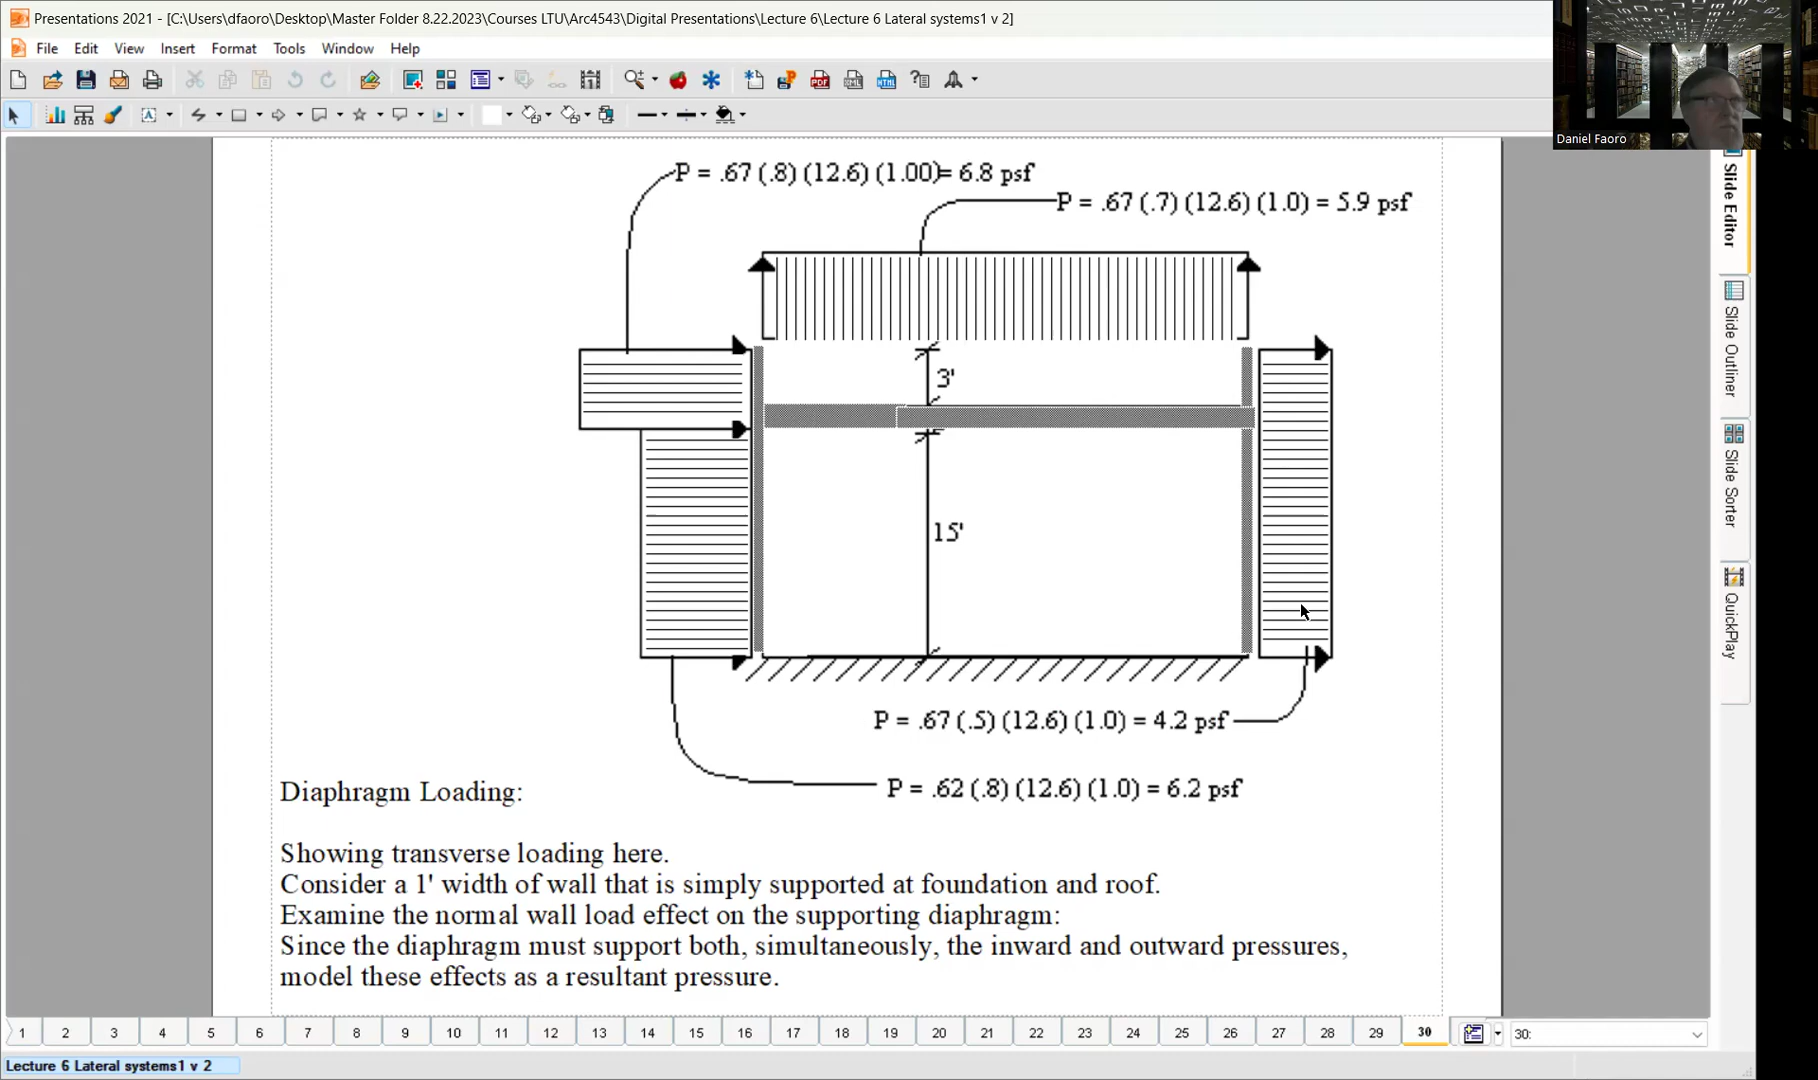 Presentations 2021 - [C:\Users\dfaoro\Desktop\Master Folder 8.22.2023\Courses LTU\Arc4543\Digital Presentations\Lecture 6\Lecture 6 Lateral systems1 v 2]
File Edit View Insert Format Tools Window Help
Daniel Faoro
P = .67 (.8) (12.6) (1.00)= 6.8 psf
P = .67 (.7) (12.6) (1.0) = 5.9 psf
3'
15'
P = .67 (.5) (12.6) (1.0) = 4.2 psf
P = .62 (.8) (12.6) (1.0) = 6.2 psf
Diaphragm Loading:
Showing transverse loading here.
Consider a 1' width of wall that is simply supported at foundation and roof.
Examine the normal wall load effect on the supporting diaphragm:
Since the diaphragm must support both, simultaneously, the inward and outward pressures,
model these effects as a resultant pressure.
Slide Editor
Slide Outliner
Slide Sorter
QuickPlay
1 2 3 4 5 6 7 8 9 10 11 12 13 14 15 16 17 18 19 20 21 22 23 24 25 26 27 28 29 30 30:
Lecture 6 Lateral systems1 v 2